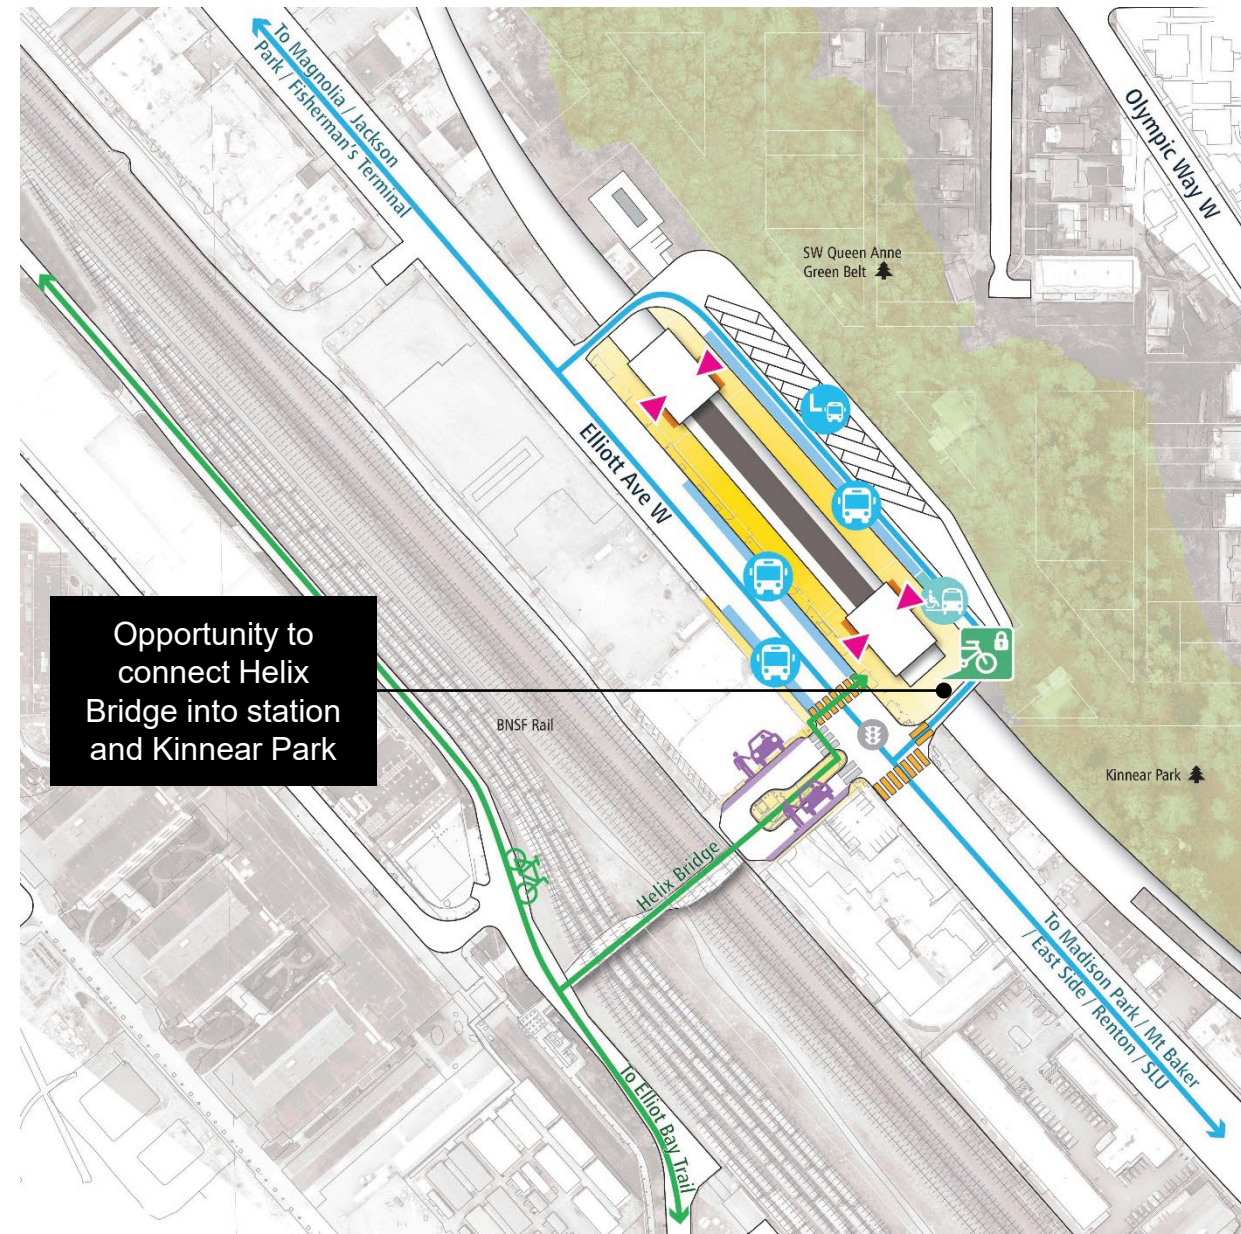 To Magnolia / Jackson
Park / Fisherman's Terminal
Olympic Way W
SW Queen Anne
Green Belt
L
Elliott Ave W
Opportunity to
connect Helix
Bridge into station
and Kinnear Park
BNSF Rail
Kinnear Park
Helix Bridge
To Madison Park / Mt Baker
/ East Side / Renton / SLU
To Elliot Bay Trail